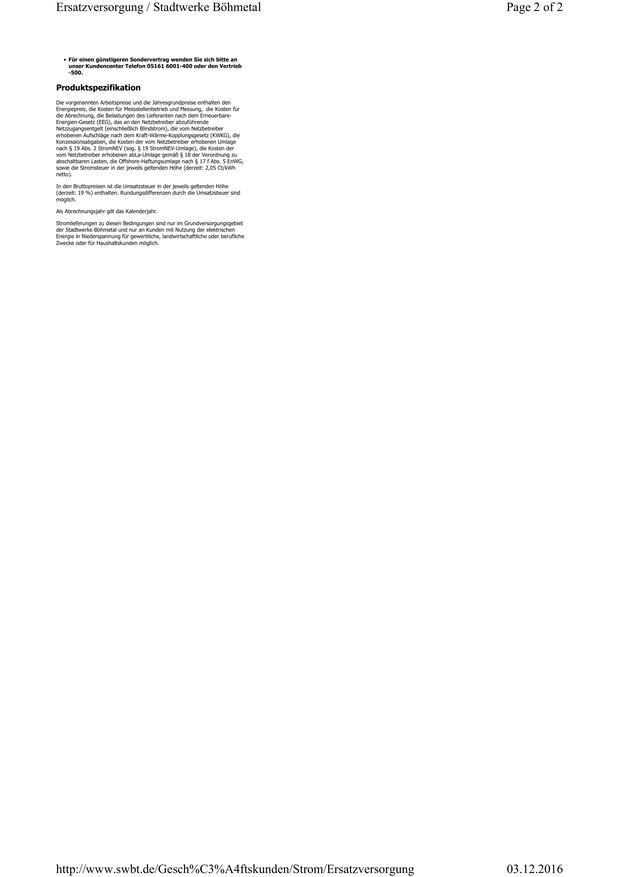 Ersatzversorgung / Stadtwerke Böhmetal Page 2 of 2
• Für einen günstigeren Sondervertrag wenden Sie sich bitte an
unser Kundencenter Telefon 05161 6001-400 oder den Vertrieb
-500.
Produktspezifikation
Die vorgenannten Arbeitspreise und die Jahresgrundpreise enthalten den
Energiepreis, die Kosten für Messstellenbetrieb und Messung, die Kosten für
die Abrechnung, die Belastungen des Lieferanten nach dem Erneuerbare-
Energien-Gesetz (EEG), das an den Netzbetreiber abzuführende
Netzzugangsentgelt (einschließlich Blindstrom), die vom Netzbetreiber
erhobenen Aufschläge nach dem Kraft-Wärme-Kopplungsgesetz (KWKG), die
Konzessionsabgaben, die Kosten der vom Netzbetreiber erhobenen Umlage
nach § 19 Abs. 2 StromNEV (sog. § 19 StromNEV-Umlage), die Kosten der
vom Netzbetreiber erhobenen abLa-Umlage gemäß § 18 der Verordnung zu
abschaltbaren Lasten, die Offshore-Haftungsumlage nach § 17 f Abs. 5 EnWG,
sowie die Stromsteuer in der jeweils geltenden Höhe (derzeit: 2,05 Ct/kWh
netto).
In den Bruttopreisen ist die Umsatzsteuer in der jeweils geltenden Höhe
(derzeit: 19 %) enthalten. Rundungsdifferenzen durch die Umsatzsteuer sind
möglich.
Als Abrechnungsjahr gilt das Kalenderjahr.
Stromlieferungen zu diesen Bedingungen sind nur im Grundversorgungsgebiet
der Stadtwerke Böhmetal und nur an Kunden mit Nutzung der elektrischen
Energie in Niederspannung für gewerbliche, landwirtschaftliche oder berufliche
Zwecke oder für Haushaltskunden möglich.
http://www.swbt.de/Gesch%C3%A4ftskunden/Strom/Ersatzversorgung 03.12.2016